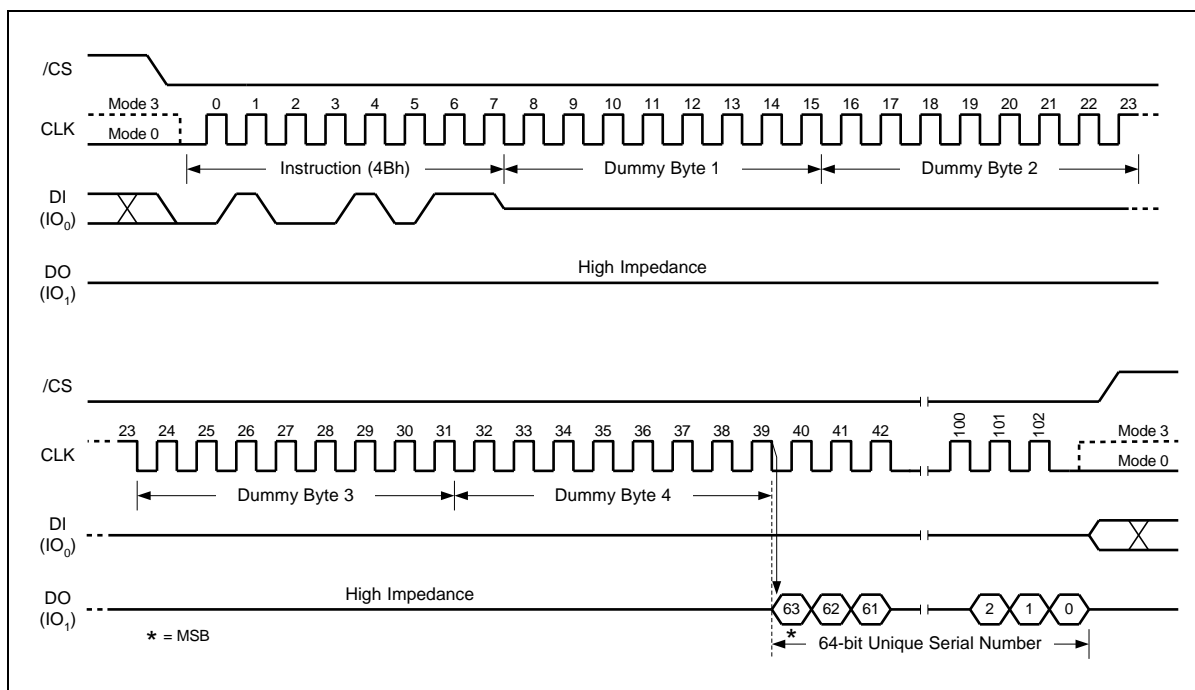 /CS
Mode 3
0 1 2 3 4 5 6 7 8 9 10 11 12 13 14 15 16 17 18 19 20 21 22 23
CLK
Mode 0
Instruction (4Bh) Dummy Byte 1 Dummy Byte 2
DI
(IO0)
High Impedance
DO
(IO1)
/CS
23 24 25 26 27 28 29 30 31 32 33 34 35 36 37 38 39 40 41 42 100 101 102
Mode 3
CLK
Mode 0
Dummy Byte 3 Dummy Byte 4
DI
(IO0)
High Impedance
DO
(IO1)
63 62 61 2 1 0
* = MSB
*
64-bit Unique Serial Number